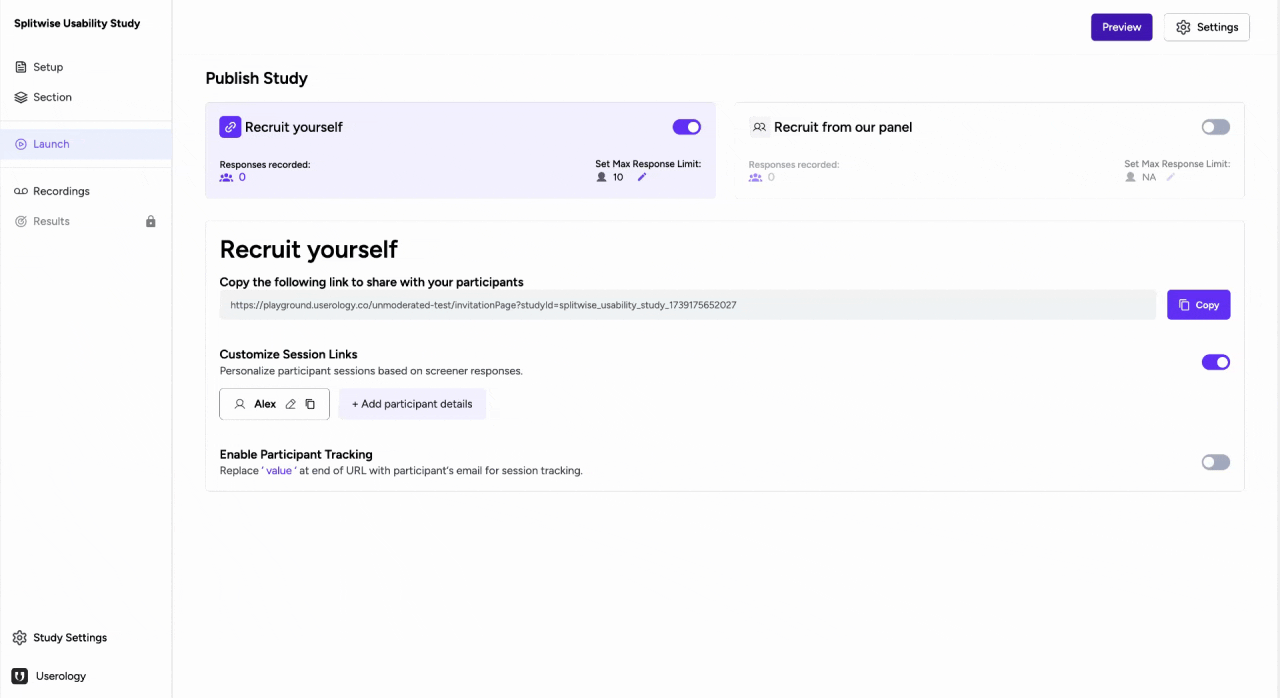 Splitwise Usability Study
Preview
Settings
Setup
Section
Launch
Recordings
Results
Publish Study
Recruit yourself
Responses recorded:
0
Set Max Response Limit:
10
Recruit from our panel
Responses recorded:
0
Set Max Response Limit:
NA
Recruit yourself
Copy the following link to share with your participants
https://playground.userology.co/unmoderated-test/invitationPage?studyId=splitwise_usability_study_1739175652027
Copy
Customize Session Links
Personalize participant sessions based on screener responses.
Alex
+ Add participant details
Enable Participant Tracking
Replace ' value ' at end of URL with participant's email for session tracking.
Study Settings
Userology